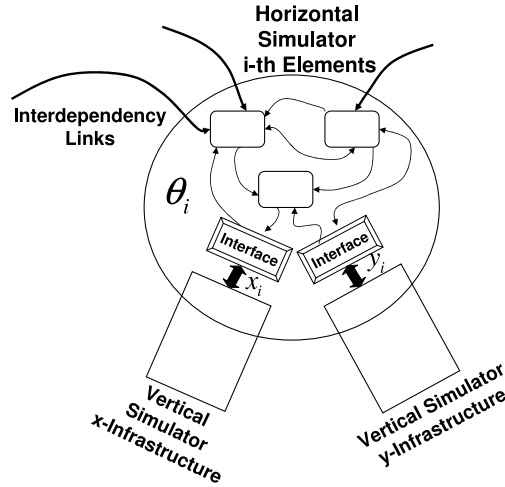 Horizontal
Simulator
i-th Elements
Interdependency
Links
θi
Interface
Interface
xi
yi
Vertical
Simulator
x-Infrastructure
Vertical Simulator
y-Infrastructure